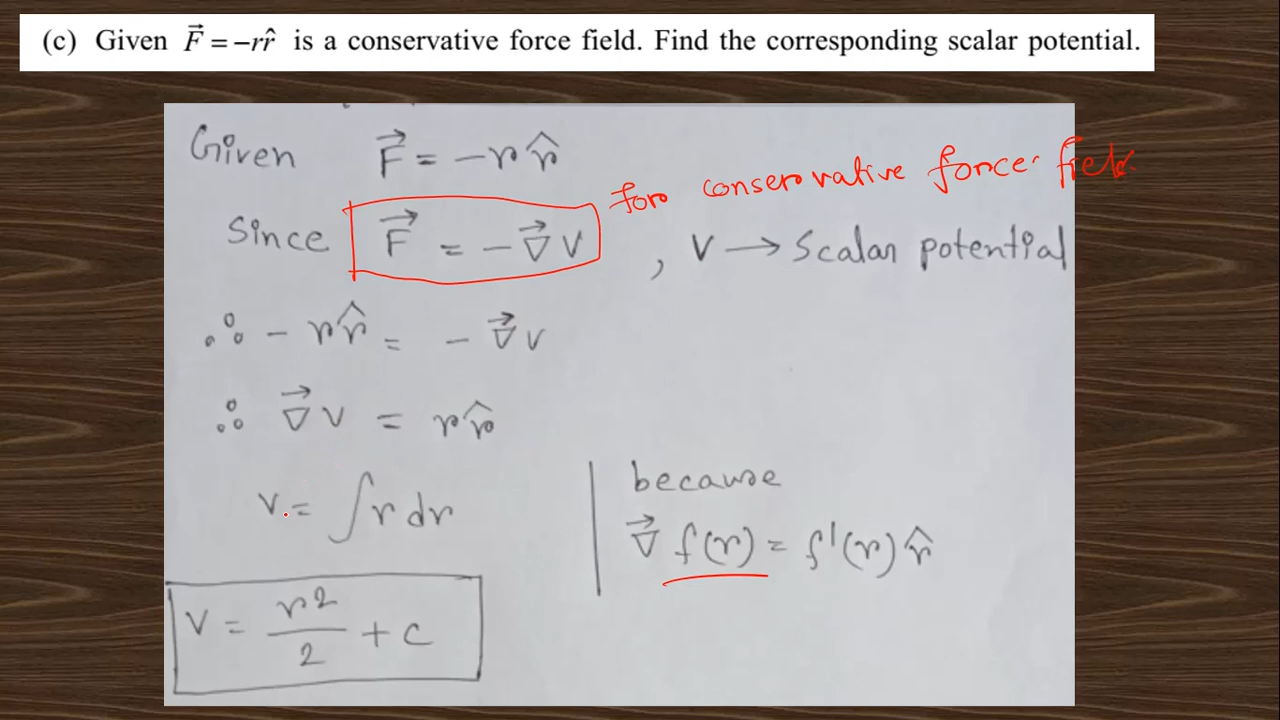 (c) Given F⃗ = −rr̂ is a conservative force field. Find the corresponding scalar potential.
Given F⃗ = −r r̂
for conservative force field.
Since F⃗ = −∇⃗V , V → Scalar potential
∴ − r r̂ = − ∇⃗V
∴ ∇⃗V = r r̂
V = ∫r dr
because
∇⃗ f(r) = f'(r) r̂
V = r²/2 + C